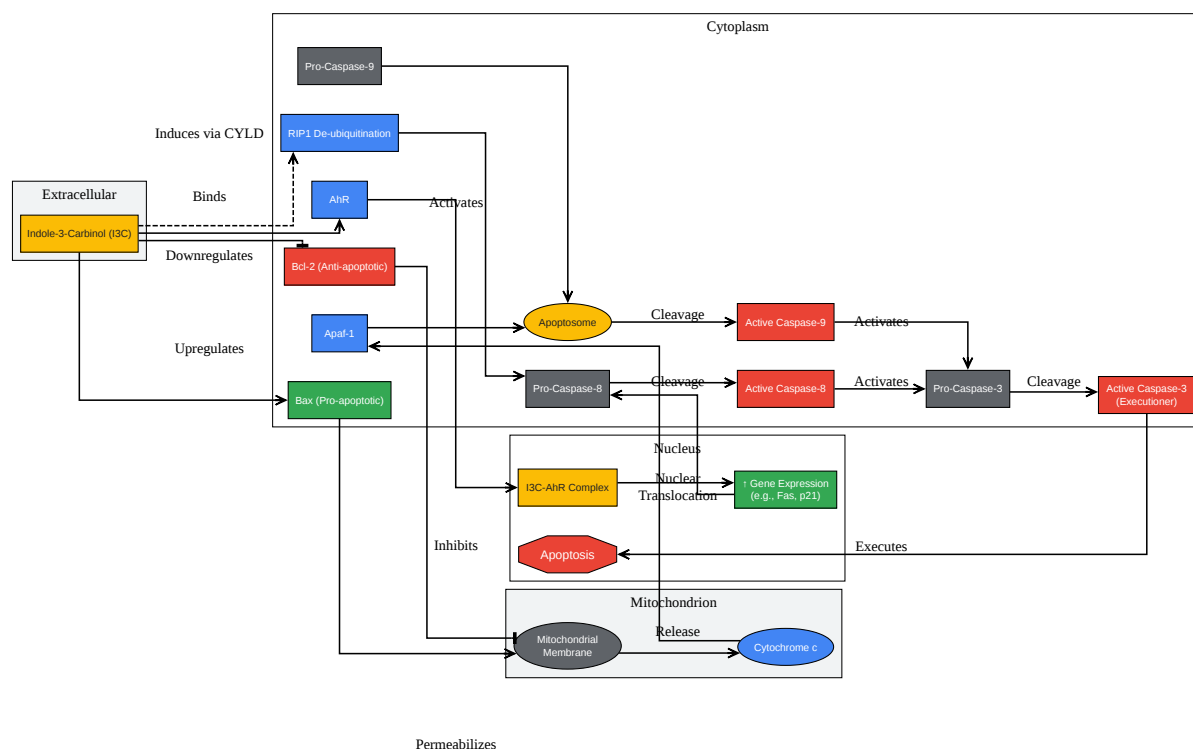 Cytoplasm
Pro-Caspase-9
Induces via CYLD
RIP1 De-ubiquitination
Extracellular
Binds
AhR
Activates
Indole-3-Carbinol (I3C)
Downregulates
Bcl-2 (Anti-apoptotic)
Apaf-1
Apoptosome
Cleavage
Active Caspase-9
Activates
Upregulates
Bax (Pro-apoptotic)
Pro-Caspase-8
Cleavage
Active Caspase-8
Activates
Pro-Caspase-3
Cleavage
Active Caspase-3
(Executioner)
Nucleus
I3C-AhR Complex
Nuclear
Translocation
↑ Gene Expression
(e.g., Fas, p21)
Inhibits
Apoptosis
Executes
Mitochondrion
Mitochondrial
Membrane
Release
Cytochrome c
Permeabilizes